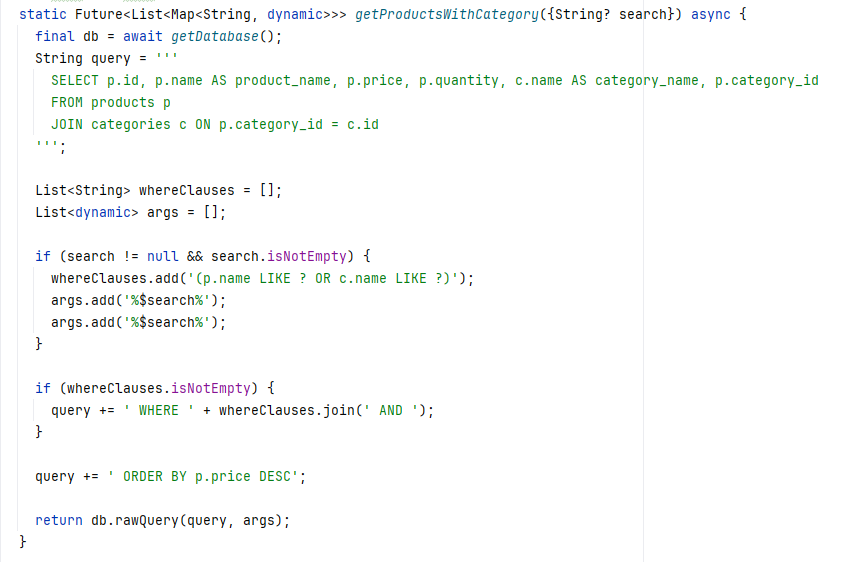 static Future<List<Map<String, dynamic>>> getProductsWithCategory({String? search}) async {
  final db = await getDatabase();
  String query = '''
    SELECT p.id, p.name AS product_name, p.price, p.quantity, c.name AS category_name, p.category_id
    FROM products p
    JOIN categories c ON p.category_id = c.id
  ''';

  List<String> whereClauses = [];
  List<dynamic> args = [];

  if (search != null && search.isNotEmpty) {
    whereClauses.add('(p.name LIKE ? OR c.name LIKE ?)');
    args.add('%$search%');
    args.add('%$search%');
  }

  if (whereClauses.isNotEmpty) {
    query += ' WHERE ' + whereClauses.join(' AND ');
  }

  query += ' ORDER BY p.price DESC';

  return db.rawQuery(query, args);
}